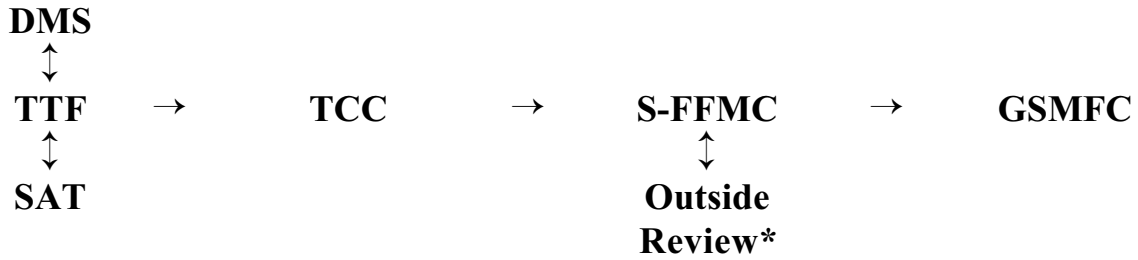 DMS
↕
TTF → TCC → S-FFMC → GSMFC
↕ ↕
SAT Outside
Review*